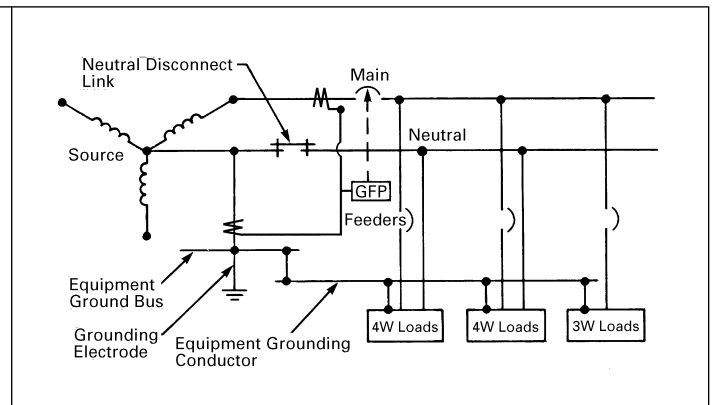 Neutral Disconnect
Link
Main
Source
Neutral
GFP
Feeders
Equipment
Ground Bus
Grounding
Electrode
Equipment Grounding
Conductor
4W Loads
4W Loads
3W Loads